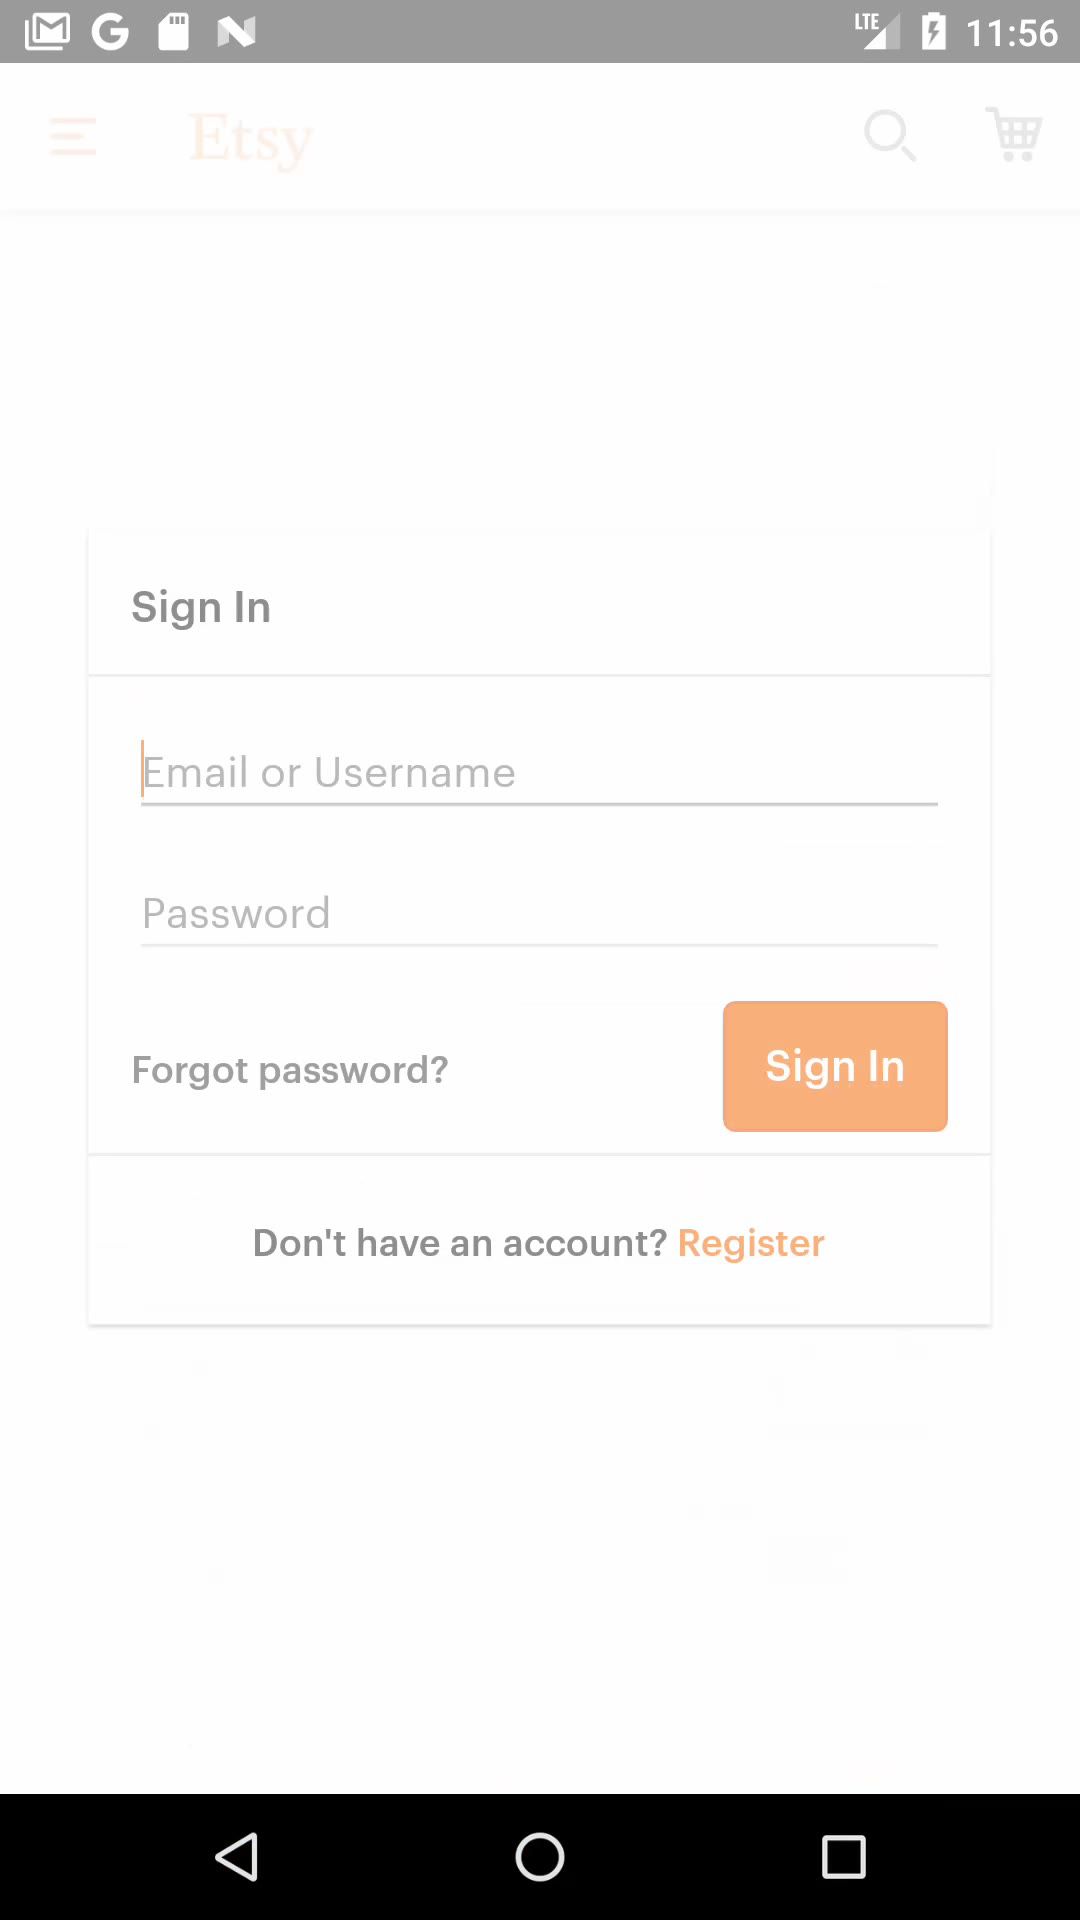 LTE 11:56
Etsy
Sign In
Email or Username
Password
Forgot password?
Sign In
Don't have an account? Register